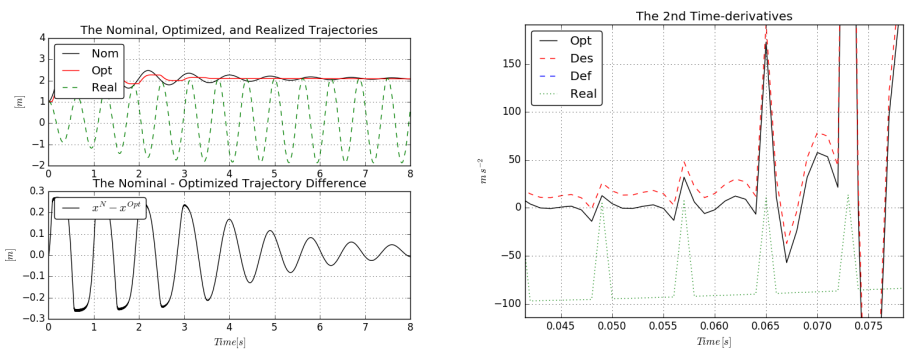 The Nominal, Optimized, and Realized Trajectories
4
3
2
1
0
−1
−2
[m]
Nom
Opt
Real
0 1 2 3 4 5 6 7 8
The Nominal - Optimized Trajectory Difference
0.3
0.2
0.1
0.0
−0.1
−0.2
−0.3
[m]
x^N − x^Opt
0 1 2 3 4 5 6 7 8
Time[s]
The 2nd Time-derivatives
150
100
50
0
−50
−100
m s^−2
Opt
Des
Def
Real
0.045 0.050 0.055 0.060 0.065 0.070 0.075
Time[s]